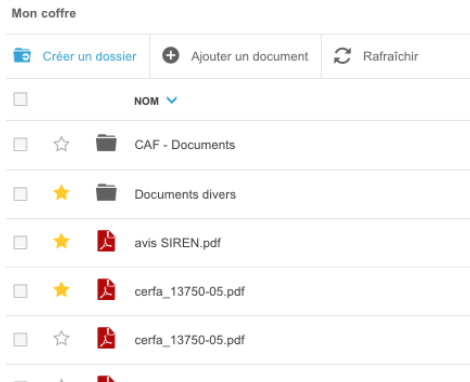 Mon coffre
Créer un dossier Ajouter un document Rafraîchir
NOM
CAF - Documents
Documents divers
avis SIREN.pdf
cerfa_13750-05.pdf
cerfa_13750-05.pdf